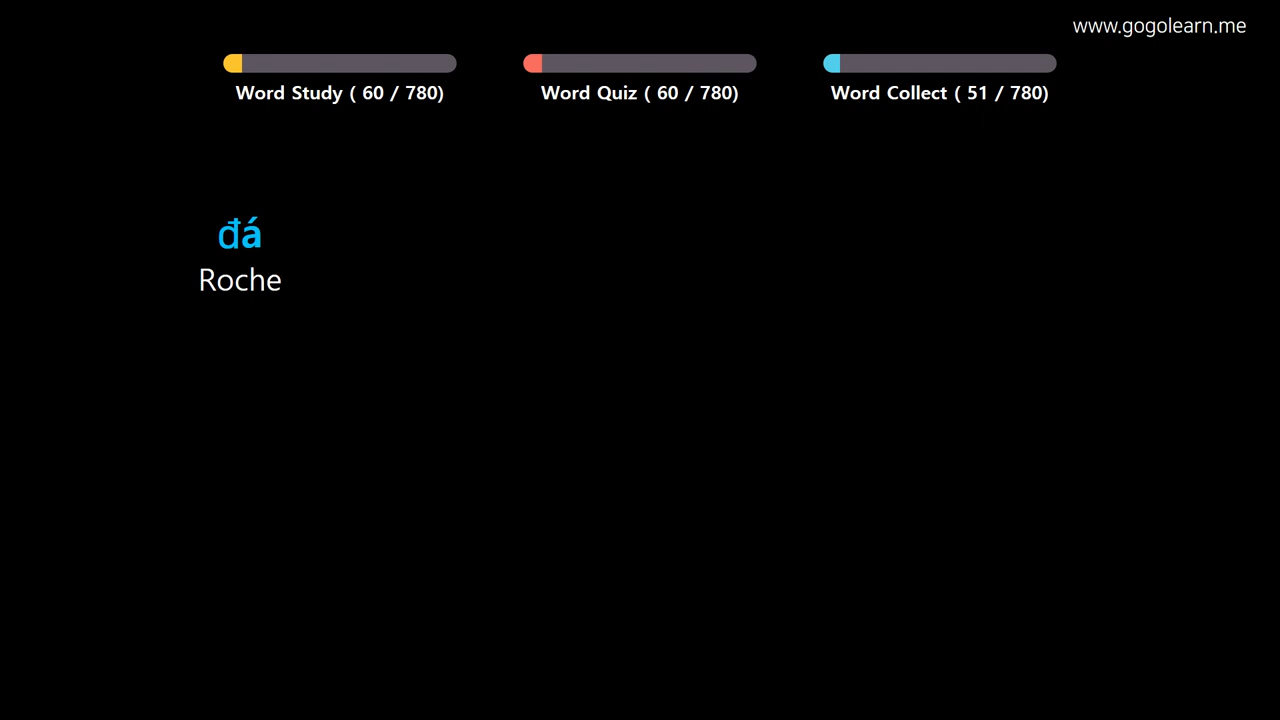 www.gogolearn.me
Word Study ( 60 / 780)
Word Quiz ( 60 / 780)
Word Collect ( 51 / 780)
đá
Roche